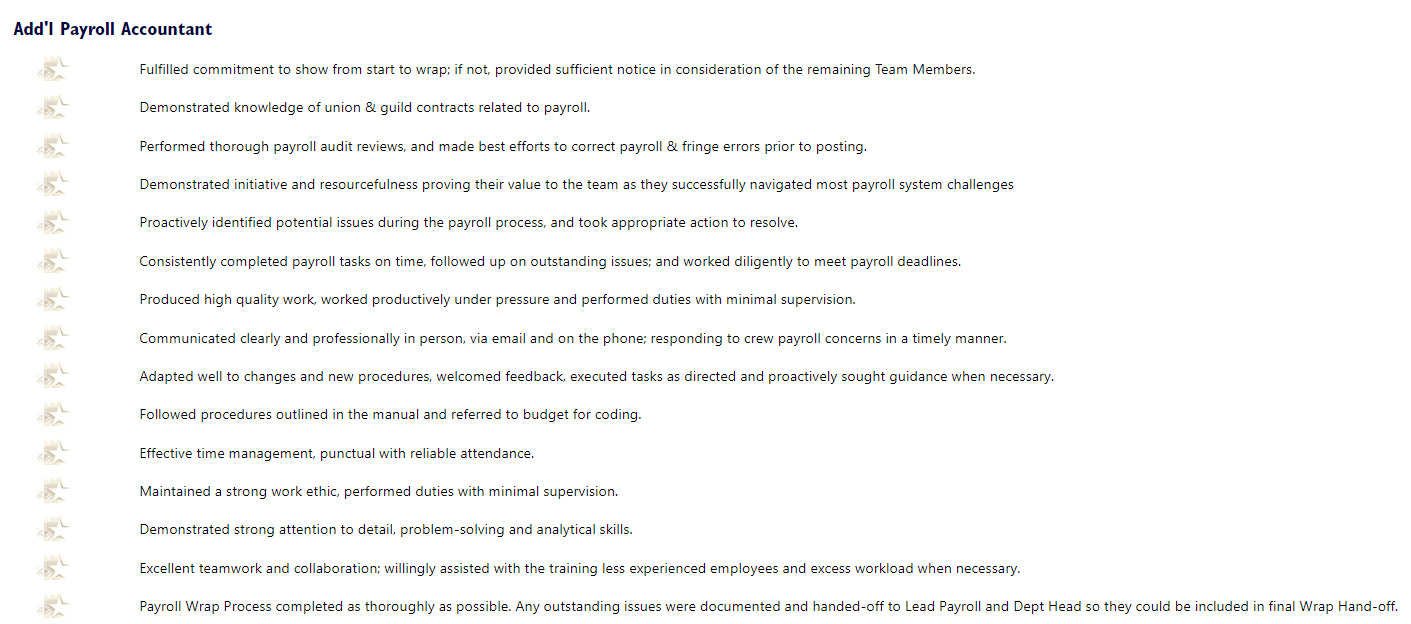 Add'l Payroll Accountant
Fulfilled commitment to show from start to wrap; if not, provided sufficient notice in consideration of the remaining Team Members.
Demonstrated knowledge of union & guild contracts related to payroll.
Performed thorough payroll audit reviews, and made best efforts to correct payroll & fringe errors prior to posting.
Demonstrated initiative and resourcefulness proving their value to the team as they successfully navigated most payroll system challenges
Proactively identified potential issues during the payroll process, and took appropriate action to resolve.
Consistently completed payroll tasks on time, followed up on outstanding issues; and worked diligently to meet payroll deadlines.
Produced high quality work, worked productively under pressure and performed duties with minimal supervision.
Communicated clearly and professionally in person, via email and on the phone; responding to crew payroll concerns in a timely manner.
Adapted well to changes and new procedures, welcomed feedback, executed tasks as directed and proactively sought guidance when necessary.
Followed procedures outlined in the manual and referred to budget for coding.
Effective time management, punctual with reliable attendance.
Maintained a strong work ethic, performed duties with minimal supervision.
Demonstrated strong attention to detail, problem-solving and analytical skills.
Excellent teamwork and collaboration; willingly assisted with the training less experienced employees and excess workload when necessary.
Payroll Wrap Process completed as thoroughly as possible. Any outstanding issues were documented and handed-off to Lead Payroll and Dept Head so they could be included in final Wrap Hand-off.